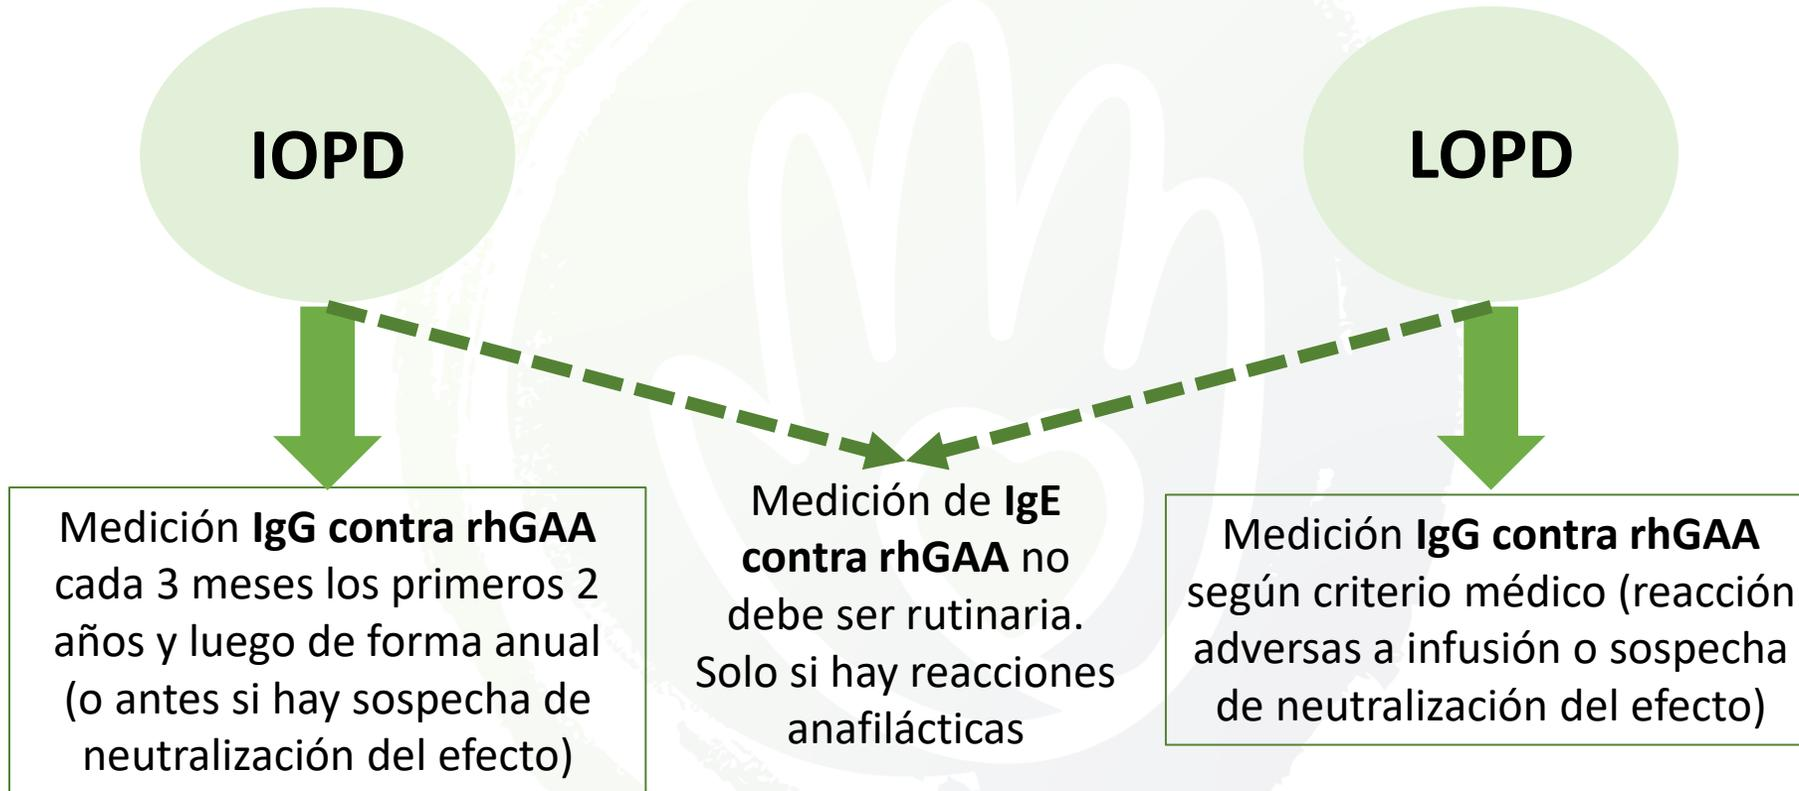 IOPD
LOPD
Medición IgG contra rhGAA
cada 3 meses los primeros 2
años y luego de forma anual
(o antes si hay sospecha de
neutralización del efecto)
Medición de IgE
contra rhGAA no
debe ser rutinaria.
Solo si hay reacciones
anafilácticas
Medición IgG contra rhGAA
según criterio médico (reacción
adversas a infusión o sospecha
de neutralización del efecto)